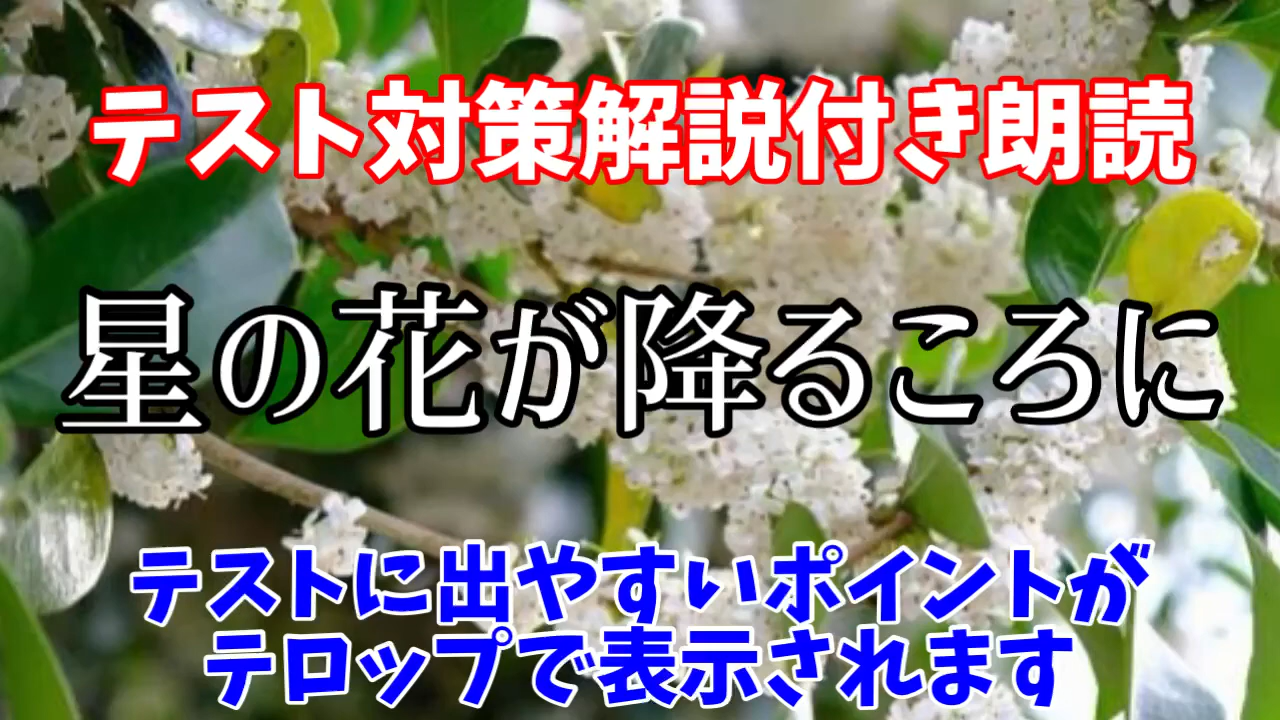 テスト対策解説付き朗読
星の花が降るころに
テストに出やすいポイントが
テロップで表示されます